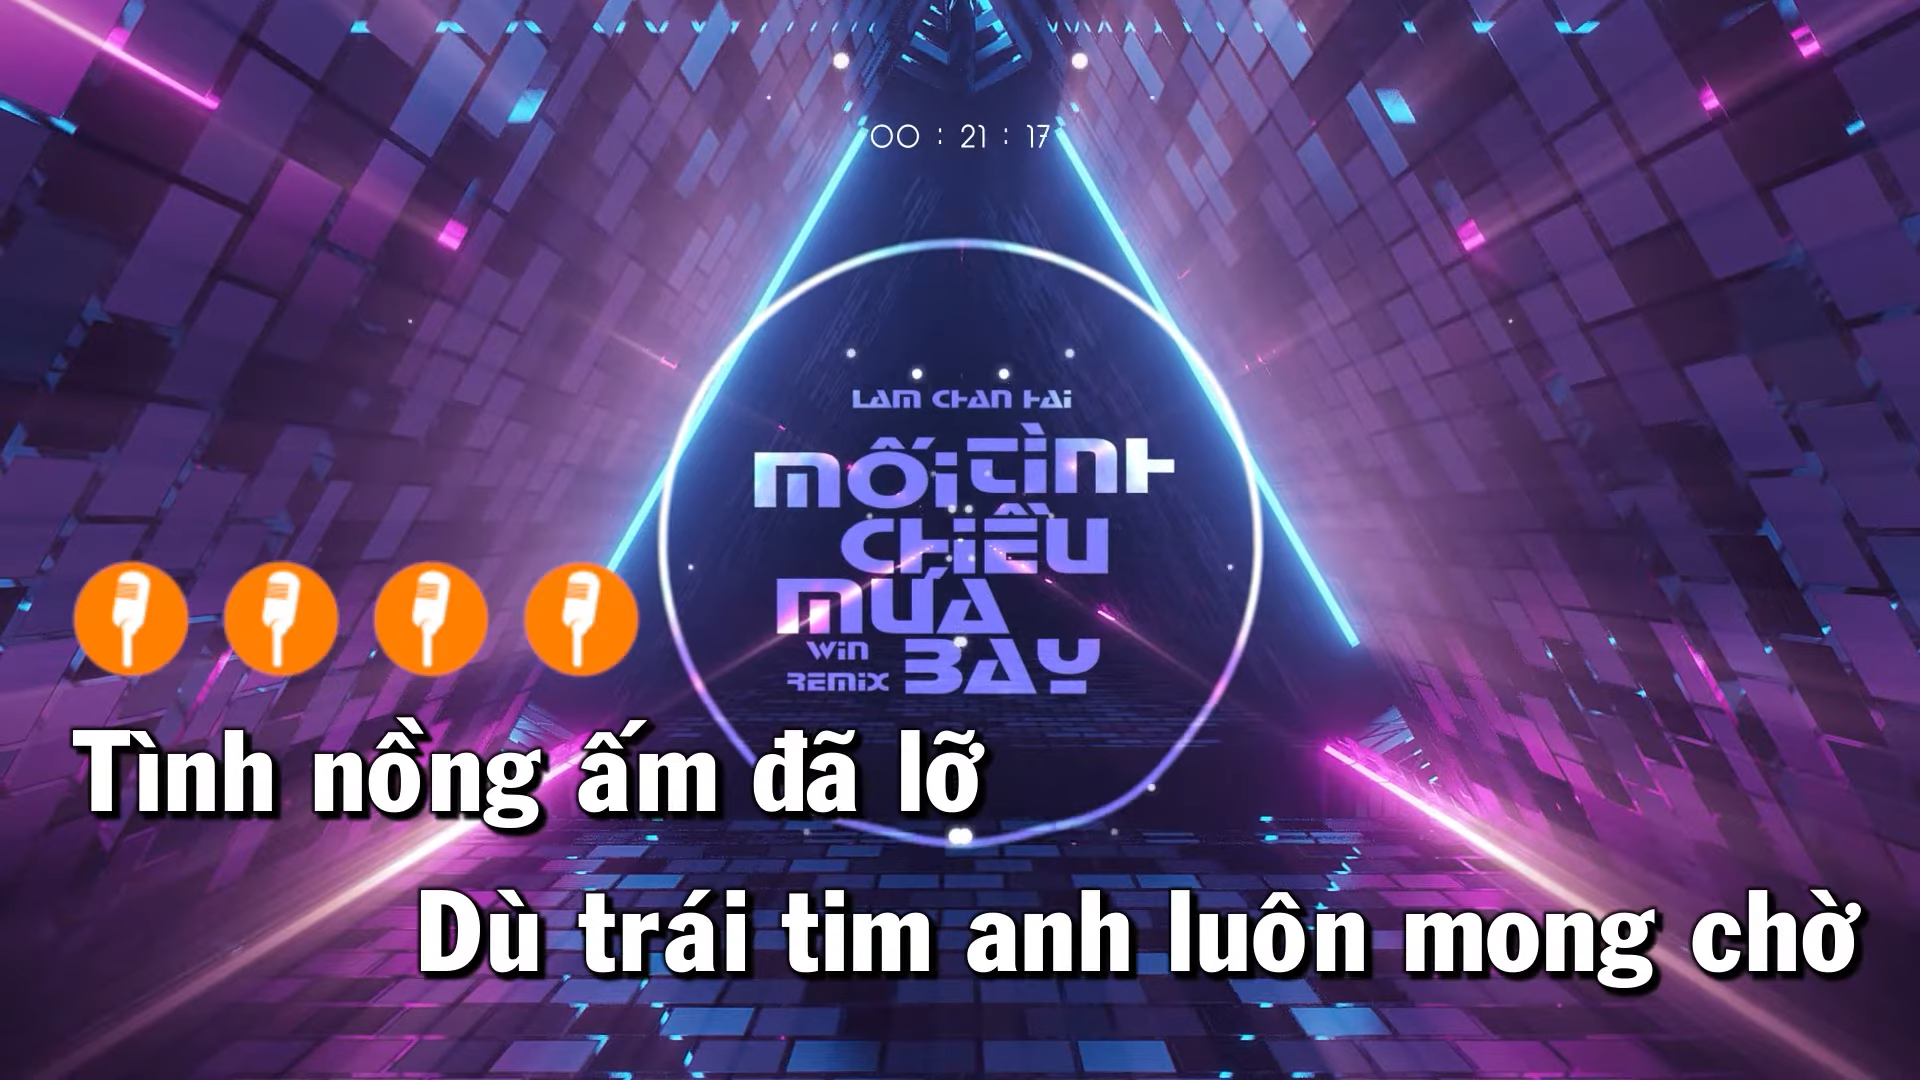 00 : 21 : 17
LAM CHAN HAI
MỐI TÌNH
CHIỀU
MƯA
WIN
REMIX BAY
Tình nồng ấm đã lỡ
Dù trái tim anh luôn mong chờ